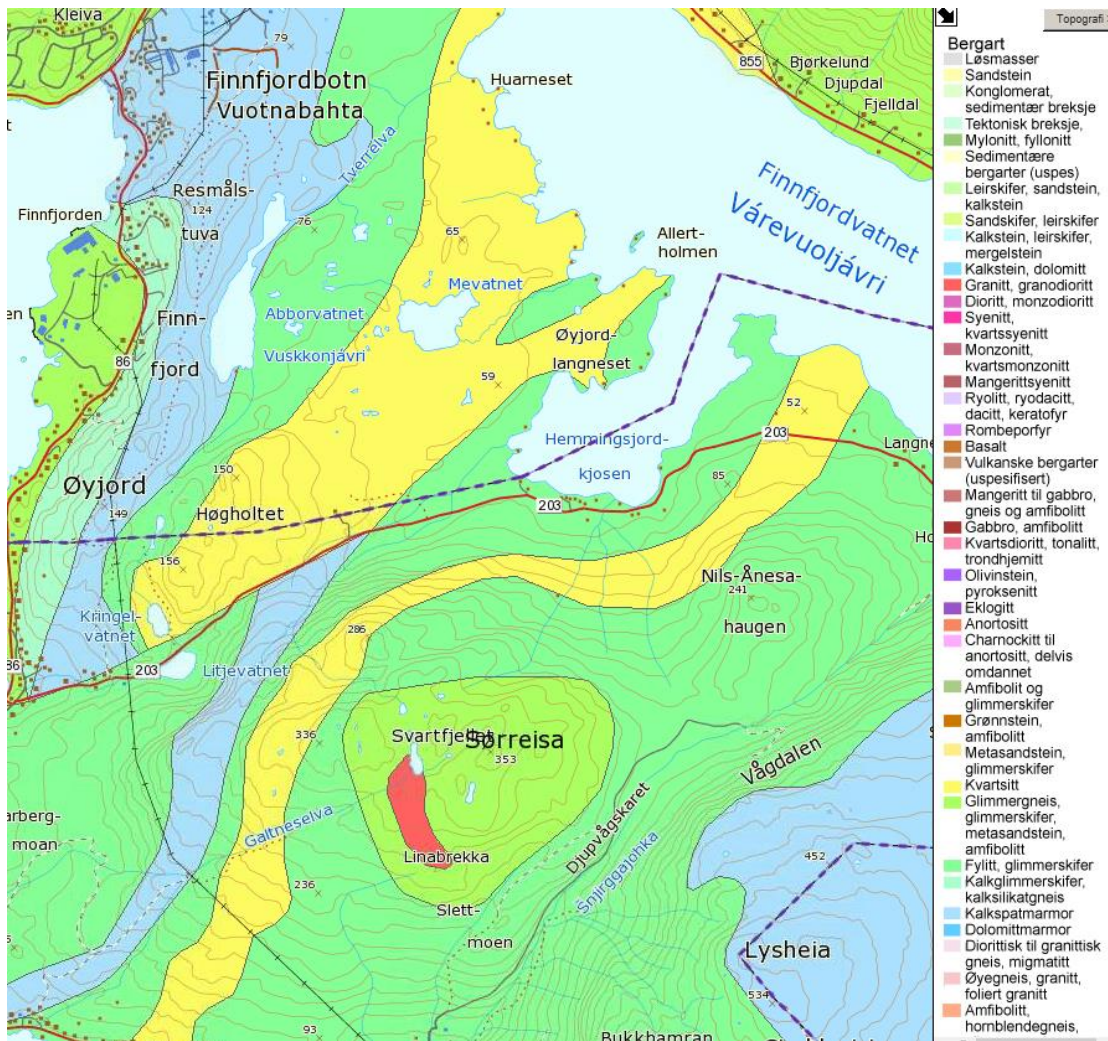 Kleiva
79
Finnfjordbotn
Vuotnabahta
Huarneset
855
Bjørkelund
Djupdal
Fjelldal
Tverrelva
Resmåls-
124
tuva
Finnfjorden
76
65
Allert-
holmen
Finnfjordvatnet
Várevuoljávri
Mevatnet
Abborvatnet
Vuskkonjávri
Finn-
fjord
86
Øyjord-
langneset
59
52
Hemmingsjord-
kjosen
203
Langne
150
Øyjord
149
Høgholtet
203
85
156
Nils-Ånesa-
241
haugen
Ho
Kringel-
vatnet
286
86
203
Litjevatnet
336
Svartfjellet
Sørreisa
353
Vågdalen
arberg-
moan
Galtneselva
Linabrekka
Djupvågskaret
Šnjirggajohka
452
236
Slett-
moen
Lysheia
534
93
Bukkhamran
Topografi
Bergart
Løsmasser
Sandstein
Konglomerat,
sedimentær breksje
Tektonisk breksje,
Mylonitt, fyllonitt
Sedimentære
bergarter (uspes)
Leirskifer, sandstein,
kalkstein
Sandskifer, leirskifer
Kalkstein, leirskifer,
mergelstein
Kalkstein, dolomitt
Granitt, granodioritt
Dioritt, monzodioritt
Syenitt,
kvartssyenitt
Monzonitt,
kvartsmonzonitt
Mangerittsyenitt
Ryolitt, ryodacitt,
dacitt, keratofyr
Rombeporfyr
Basalt
Vulkanske bergarter
(uspesifisert)
Mangeritt til gabbro,
gneis og amfibolitt
Gabbro, amfibolitt
Kvartsdioritt, tonalitt,
trondhjemitt
Olivinstein,
pyroksenitt
Eklogitt
Anortositt
Charnockitt til
anortositt, delvis
omdannet
Amfibolit og
glimmerskifer
Grønnstein,
amfibolitt
Metasandstein,
glimmerskifer
Kvartsitt
Glimmergneis,
glimmerskifer,
metasandstein,
amfibolitt
Fylitt, glimmerskifer
Kalkglimmerskifer,
kalksilikatgneis
Kalkspatmarmor
Dolomittmarmor
Diorittisk til granittisk
gneis, migmatitt
Øyegneis, granitt,
foliert granitt
Amfibolitt,
hornblendegneis,